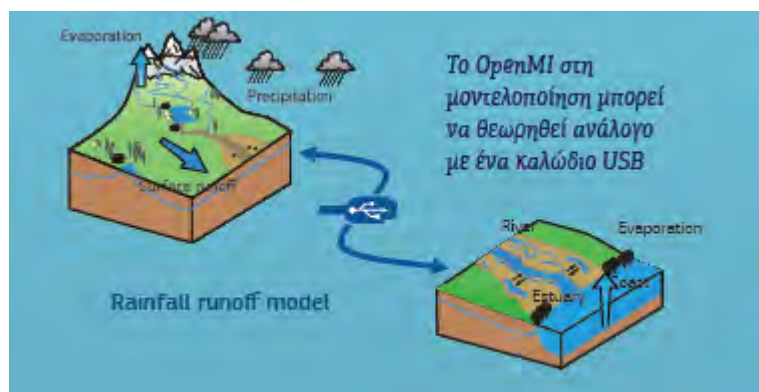 Evaporation
Precipitation
Surface runoff
Το OpenMI στη
μοντελοποίηση μπορεί
να θεωρηθεί ανάλογο
με ένα καλώδιο USB
River
Evaporation
Coast
Estuary
Rainfall runoff model